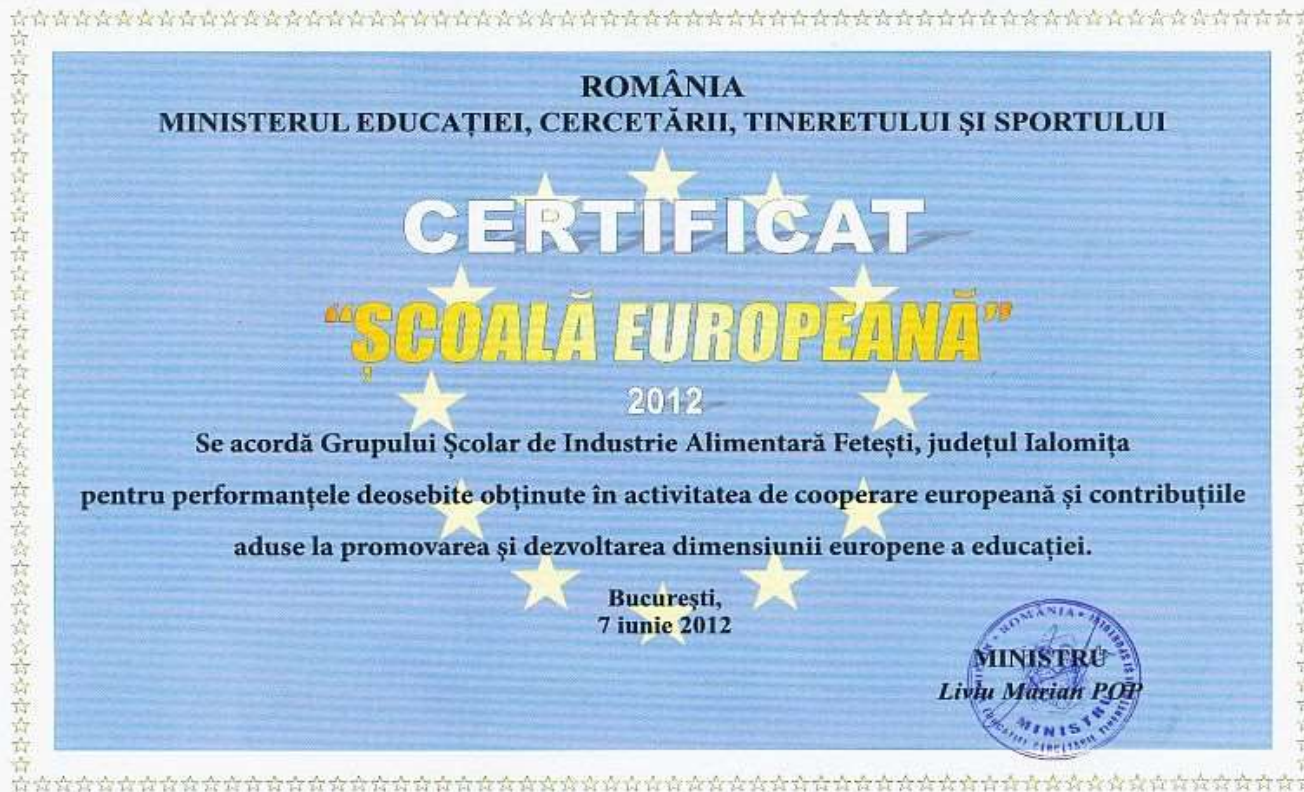 ROMÂNIA
MINISTERUL EDUCAȚIEI, CERCETĂRII, TINERETULUI ȘI SPORTULUI
CERTIFICAT
“ȘCOALĂ EUROPEANĂ”
2012
Se acordă Grupului Școlar de Industrie Alimentară Fetești, județul Ialomița
pentru performanțele deosebite obținute în activitatea de cooperare europeană și contribuțiile
aduse la promovarea și dezvoltarea dimensiunii europene a educației.
București,
7 iunie 2012
MINISTRU
Liviu Marian POP
ROMÂNIA
MINISTRU